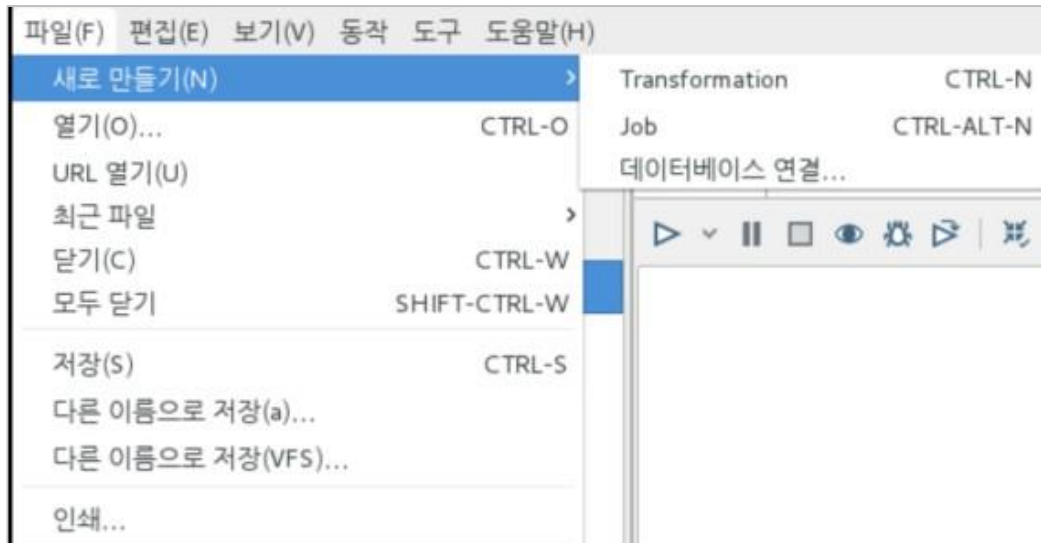 파일(F) 편집(E) 보기(V) 동작 도구 도움말(H)
새로 만들기(N)
열기(O)... CTRL-O
URL 열기(U)
최근 파일
닫기(C) CTRL-W
모두 닫기 SHIFT-CTRL-W
저장(S) CTRL-S
다른 이름으로 저장(a)...
다른 이름으로 저장(VFS)...
인쇄...
Transformation CTRL-N
Job CTRL-ALT-N
데이터베이스 연결...